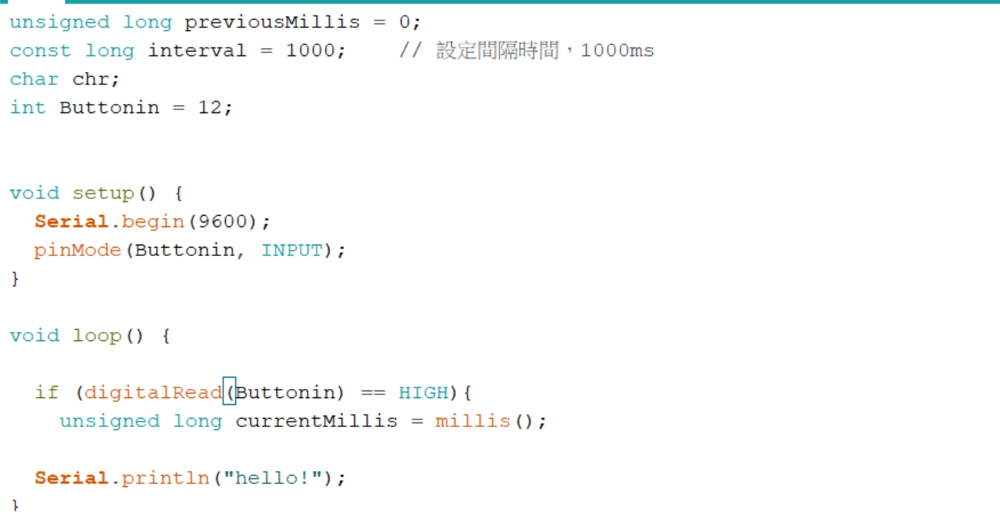 unsigned long previousMillis = 0;
const long interval = 1000;    // 設定間隔時間，1000ms
char chr;
int Buttonin = 12;
void setup() {
  Serial.begin(9600);
  pinMode(Buttonin, INPUT);
}
void loop() {
  if (digitalRead(Buttonin) == HIGH){
    unsigned long currentMillis = millis();
  Serial.println("hello!");
}